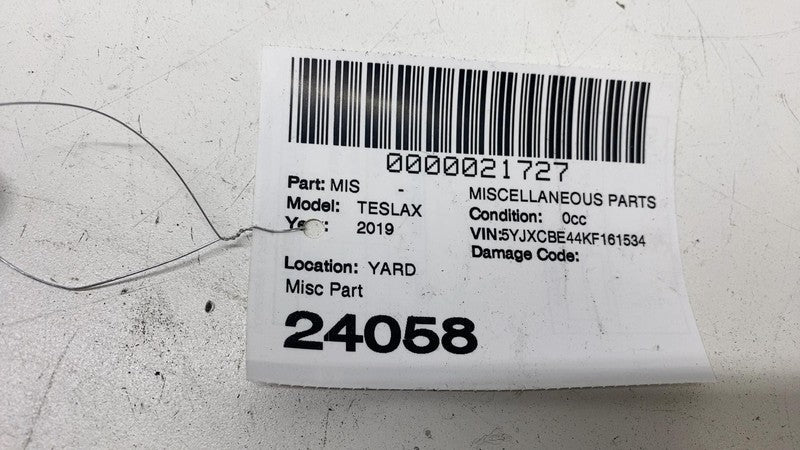 0000021727
Part: MIS - MISCELLANEOUS PARTS
Model: TESLAX Condition: 0cc
Year: 2019 VIN:5YJXCBE44KF161534
Damage Code:
Location: YARD
Misc Part
24058